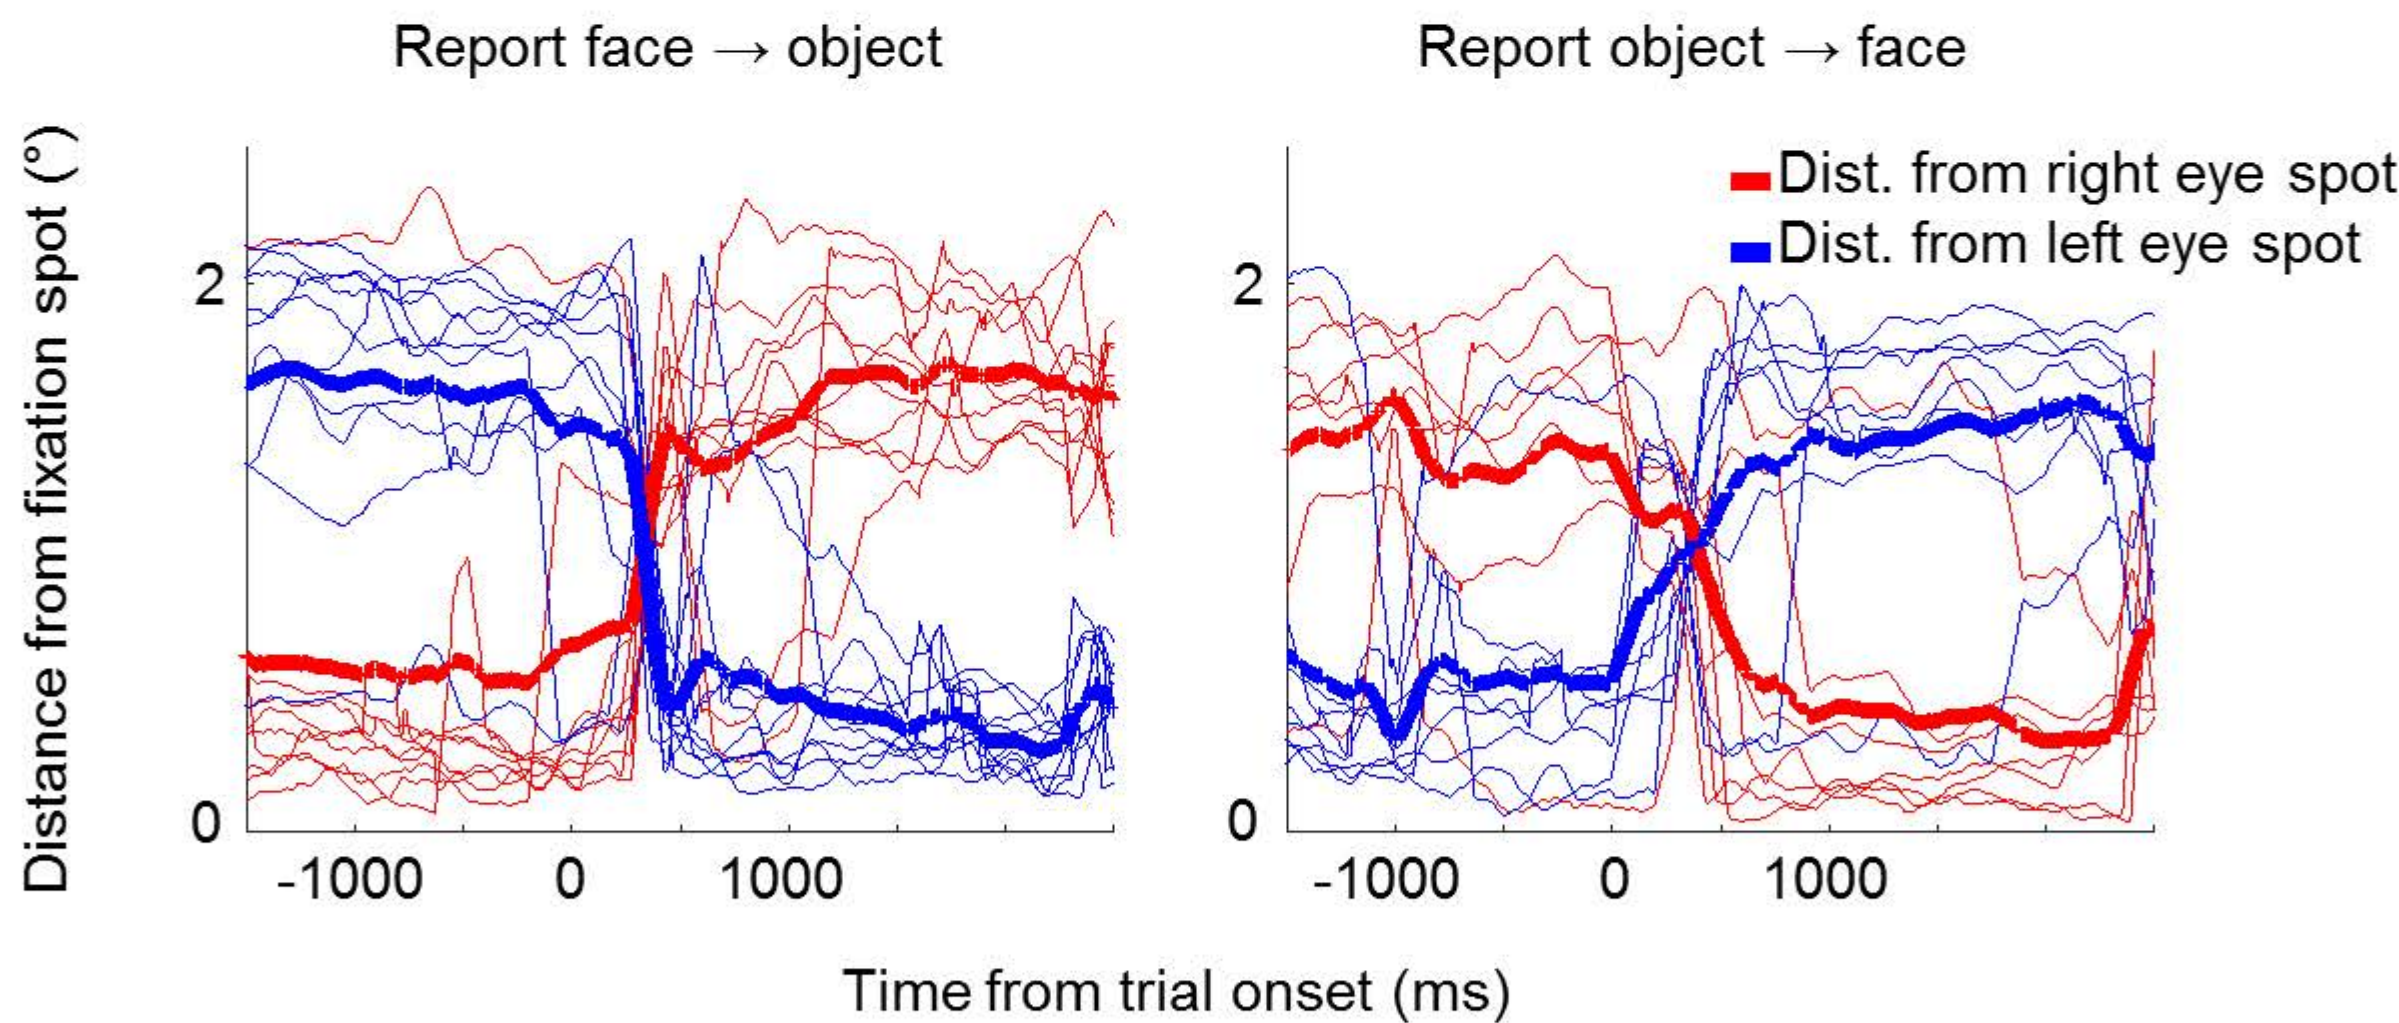 Report face → object
Report object → face
Dist. from right eye spot
Dist. from left eye spot
Distance from fixation spot (°)
2
0
-1000 0 1000
2
0
-1000 0 1000
Time from trial onset (ms)